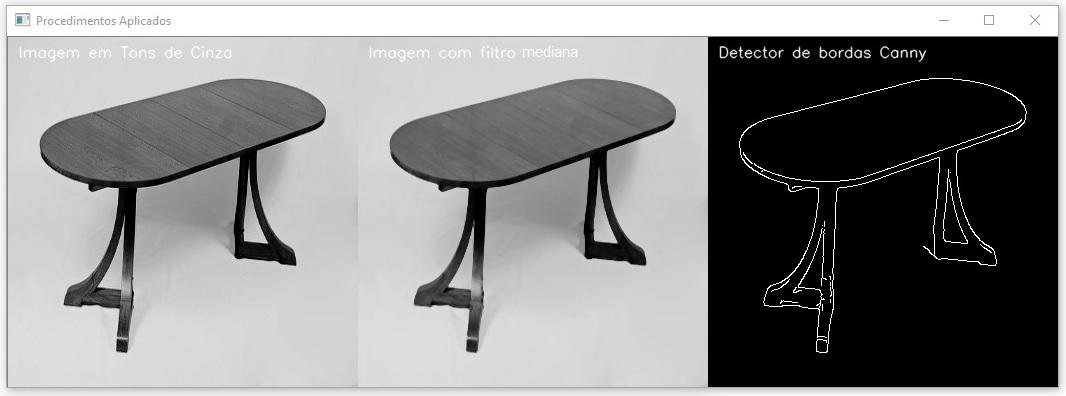 Procedimentos Aplicados
Imagem em Tons de Cinza
Imagem com filtro mediana
Detector de bordas Canny